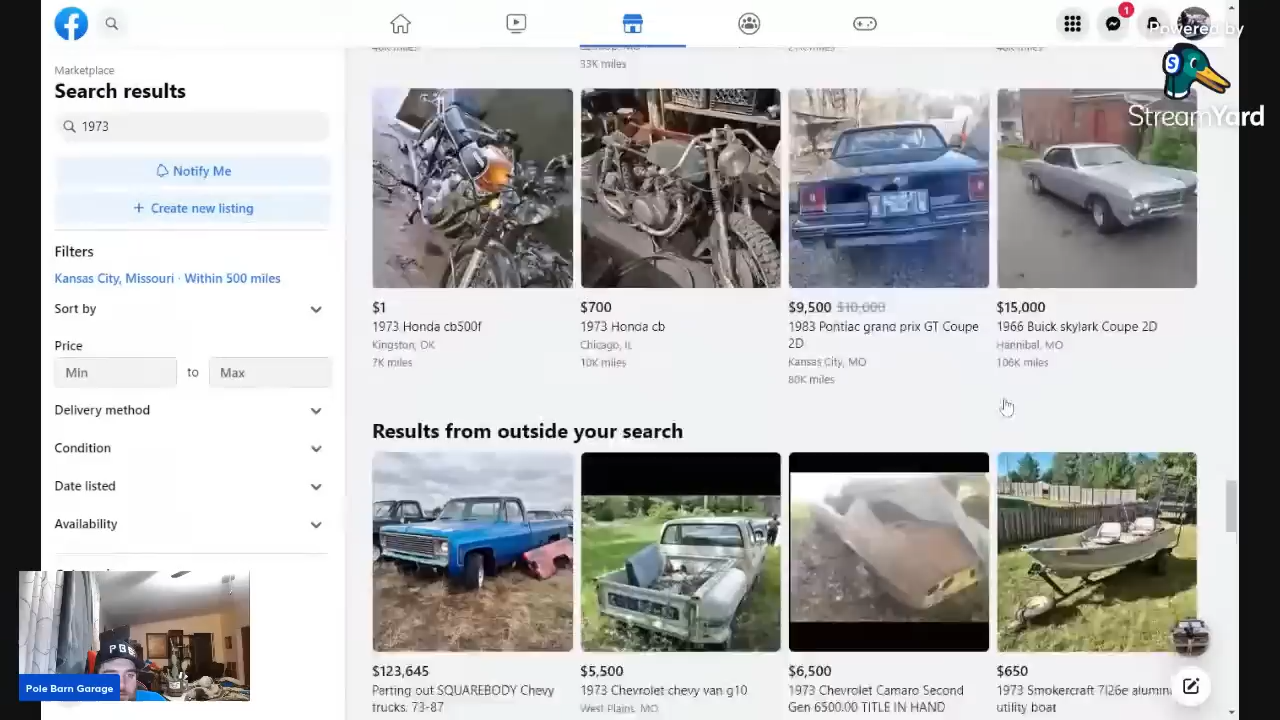 1
Powered by
StreamYard
Marketplace
Search results
1973
Notify Me
+ Create new listing
Filters
Kansas City, Missouri · Within 500 miles
Sort by
Price
Min
to
Max
Delivery method
Condition
Date listed
Availability
33K miles
$1
1973 Honda cb500f
Kingston, OK
7K miles
$700
1973 Honda cb
Chicago, IL
10K miles
$9,500 $10,000
1983 Pontiac grand prix GT Coupe
2D
Kansas City, MO
80K miles
$15,000
1966 Buick skylark Coupe 2D
Hannibal, MO
106K miles
Results from outside your search
$123,645
Parting out SQUAREBODY Chevy
trucks. 73-87
$5,500
1973 Chevrolet chevy van g10
West Plains, MO
$6,500
1973 Chevrolet Camaro Second
Gen 6500.00 TITLE IN HAND
$650
1973 Smokercraft 7126e
utility boat
PBG
Pole Barn Garage